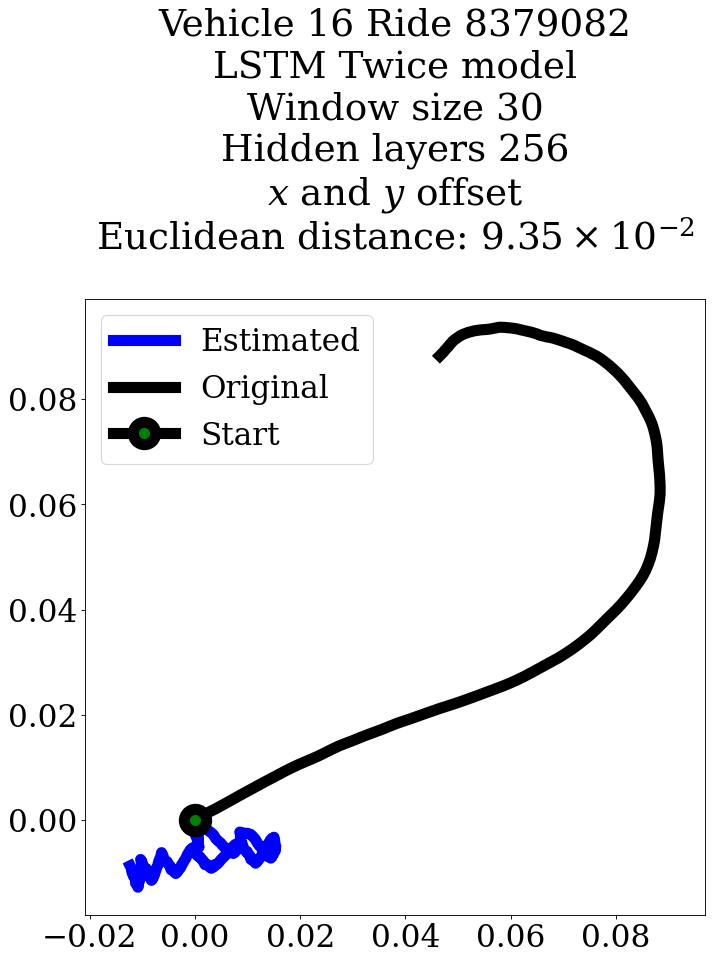 Vehicle 16 Ride 8379082
LSTM Twice model
Window size 30
Hidden layers 256
x and y offset
Euclidean distance: 9.35 × 10⁻²
Estimated
Original
Start
0.08
0.06
0.04
0.02
0.00
−0.02 0.00 0.02 0.04 0.06 0.08